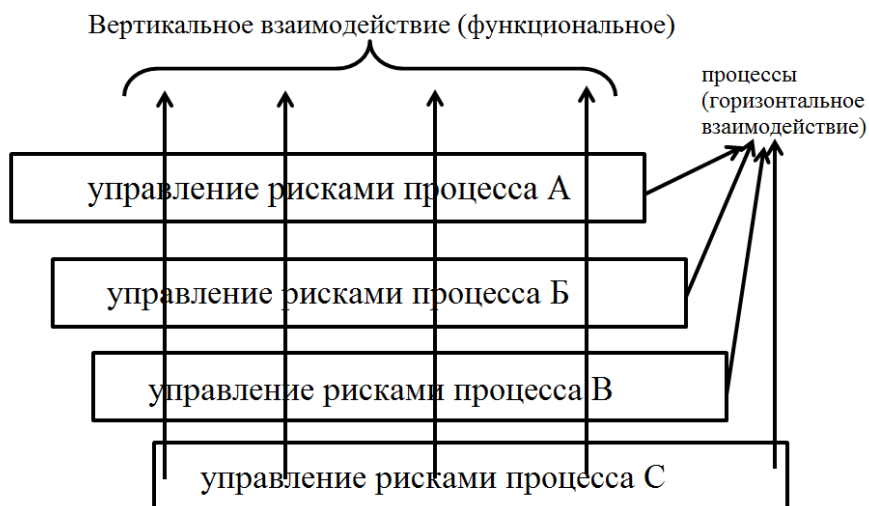 Вертикальное взаимодействие (функциональное)
процессы
(горизонтальное
взаимодействие)
управление рисками процесса А
управление рисками процесса Б
управление рисками процесса В
управление рисками процесса С